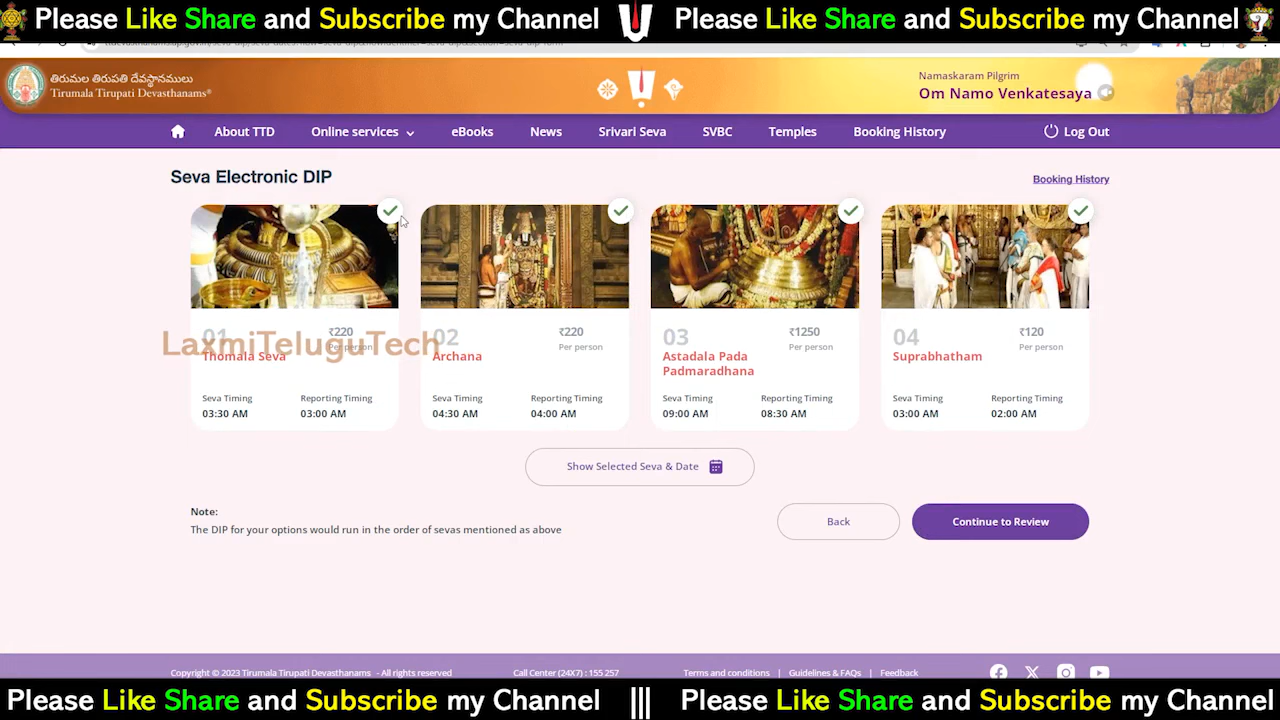 Please Like Share and Subscribe my Channel
Please Like Share and Subscribe my Channel
తిరుమల తిరుపతి దేవస్థానములు
Tirumala Tirupati Devasthanams®
Namaskaram Pilgrim
Om Namo Venkatesaya
About TTD
Online services
eBooks
News
Srivari Seva
SVBC
Temples
Booking History
Log Out
Seva Electronic DIP
Booking History
01
₹220
Per person
Thomala Seva
Seva Timing
Reporting Timing
03:30 AM
03:00 AM
LaxmiTeluguTech
02
₹220
Per person
Archana
Seva Timing
Reporting Timing
04:30 AM
04:00 AM
03
₹1250
Per person
Astadala Pada
Padmaradhana
Seva Timing
Reporting Timing
09:00 AM
08:30 AM
04
₹120
Per person
Suprabhatham
Seva Timing
Reporting Timing
03:00 AM
02:00 AM
Show Selected Seva & Date
Note:
The DIP for your options would run in the order of sevas mentioned as above
Back
Continue to Review
Copyright © 2023 Tirumala Tirupati Devasthanams - All rights reserved
Call Center (24X7) : 155 257
Terms and conditions | Guidelines & FAQs | Feedback
Please Like Share and Subscribe my Channel
|||
Please Like Share and Subscribe my Channel